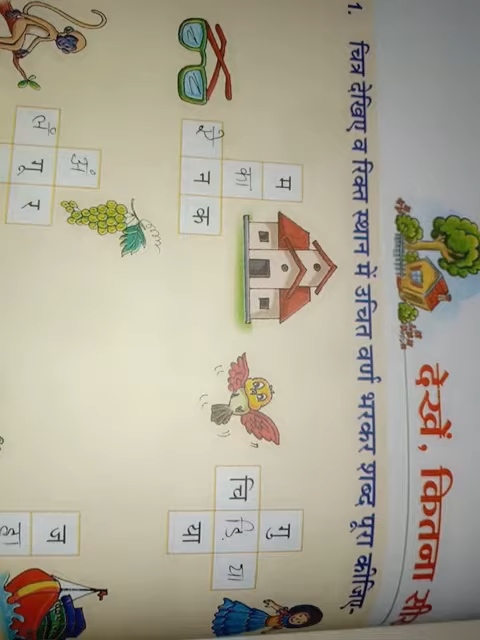 देखें, कितना
1. चित्र देखिए व रिक्त स्थान में उचित वर्ण भरकर शब्द पूरा कीजिए-
म
का
ऐ न क
गु
चि ड़ि या
या
अं
लं गू र
ज
हा